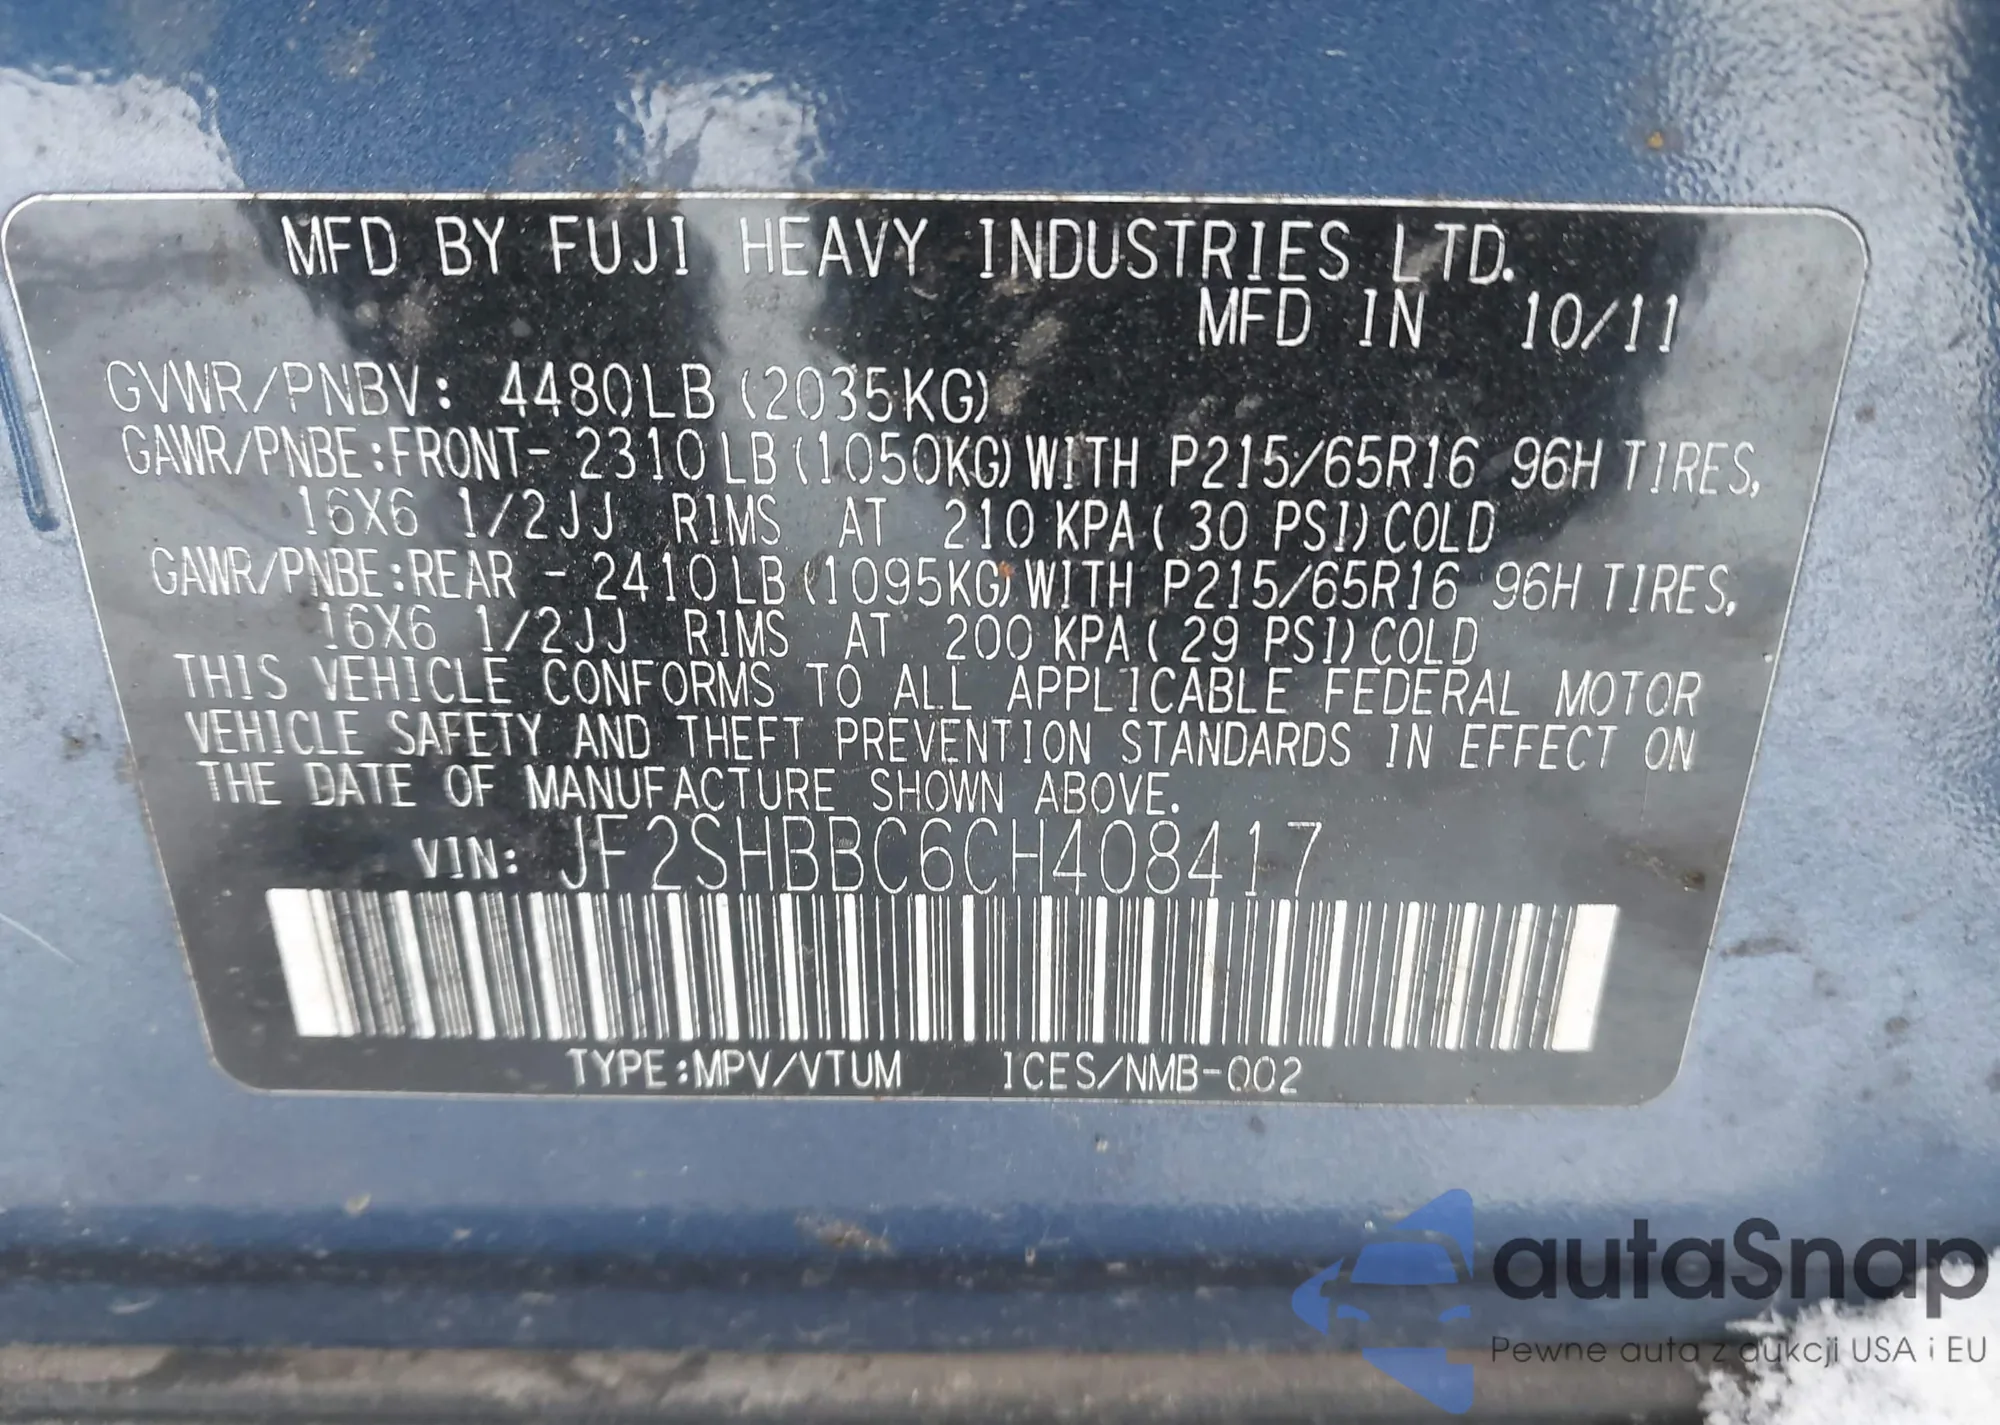 MFD BY FUJI HEAVY INDUSTRIES LTD.
MFD IN 10/11
GVWR/PNBV: 4480LB (2035KG)
GAWR/PNBE:FRONT- 2310LB(1050KG)WITH P215/65R16 96H TIRES,
16X6 1/2JJ RIMS AT 210 KPA( 30 PSI)COLD
GAWR/PNBE:REAR - 2410LB(1095KG)WITH P215/65R16 96H TIRES,
16X6 1/2JJ RIMS AT 200 KPA( 29 PSI)COLD
THIS VEHICLE CONFORMS TO ALL APPLICABLE FEDERAL MOTOR
VEHICLE SAFETY AND THEFT PREVENTION STANDARDS IN EFFECT ON
THE DATE OF MANUFACTURE SHOWN ABOVE.
VIN: JF2SHBBC6CH408417
TYPE:MPV/VTUM ICES/NMB-002
autaSnap
Pewne auta z aukcji USA i EU